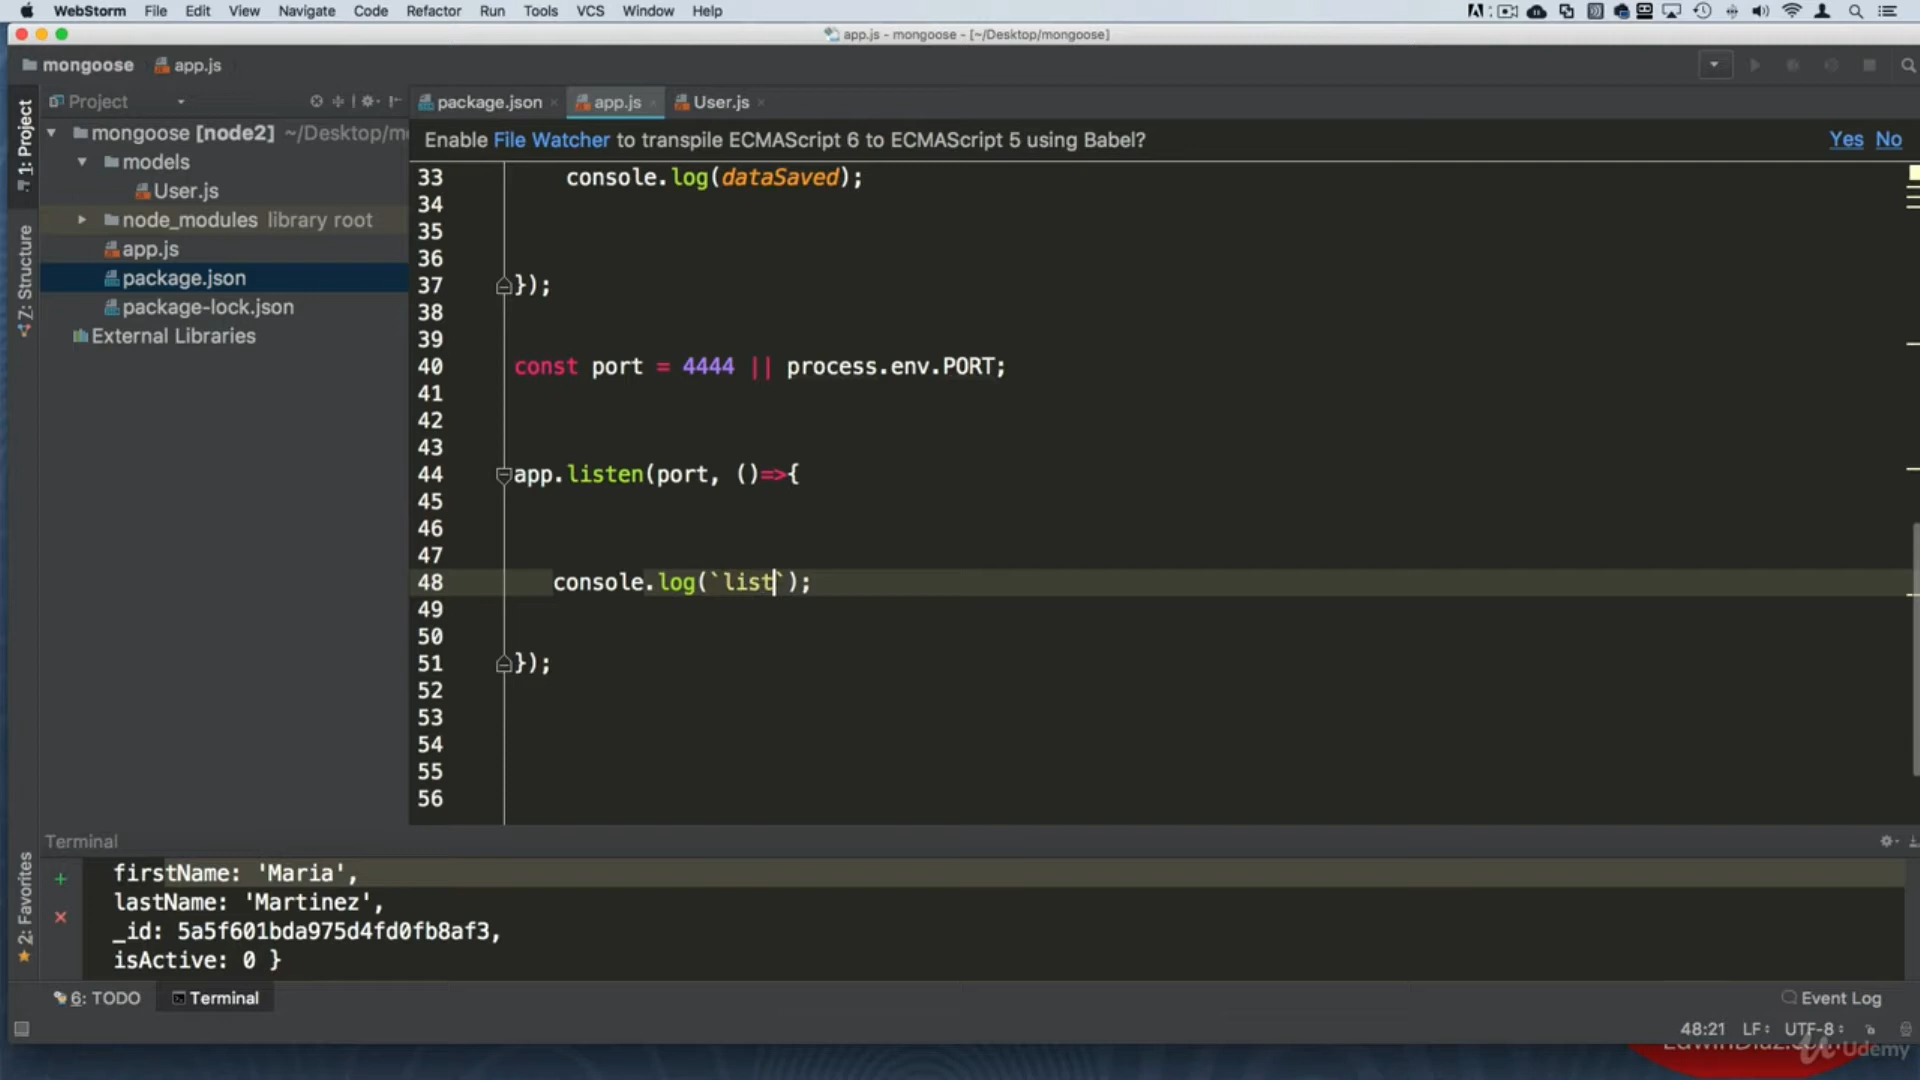 WebStorm File Edit View Navigate Code Refactor Run Tools VCS Window Help
app.js - mongoose - [~/Desktop/mongoose]
mongoose app.js
Project
package.json app.js User.js
1: Project
Z: Structure
2: Favorites
mongoose [node2] ~/Desktop/m
models
User.js
node_modules library root
app.js
package.json
package-lock.json
External Libraries
Enable File Watcher to transpile ECMAScript 6 to ECMAScript 5 using Babel?
Yes No
33 console.log(dataSaved);
34
35
36
37 });
38
39
40 const port = 4444 || process.env.PORT;
41
42
43
44 app.listen(port, ()=>{
45
46
47
48 console.log(`list`);
49
50
51 });
52
53
54
55
56
Terminal
firstName: 'Maria',
lastName: 'Martinez',
_id: 5a5f601bda975d4fd0fb8af3,
isActive: 0 }
6: TODO Terminal
Event Log
48:21 LF: UTF-8:
EdwinDiaz.com
Udemy